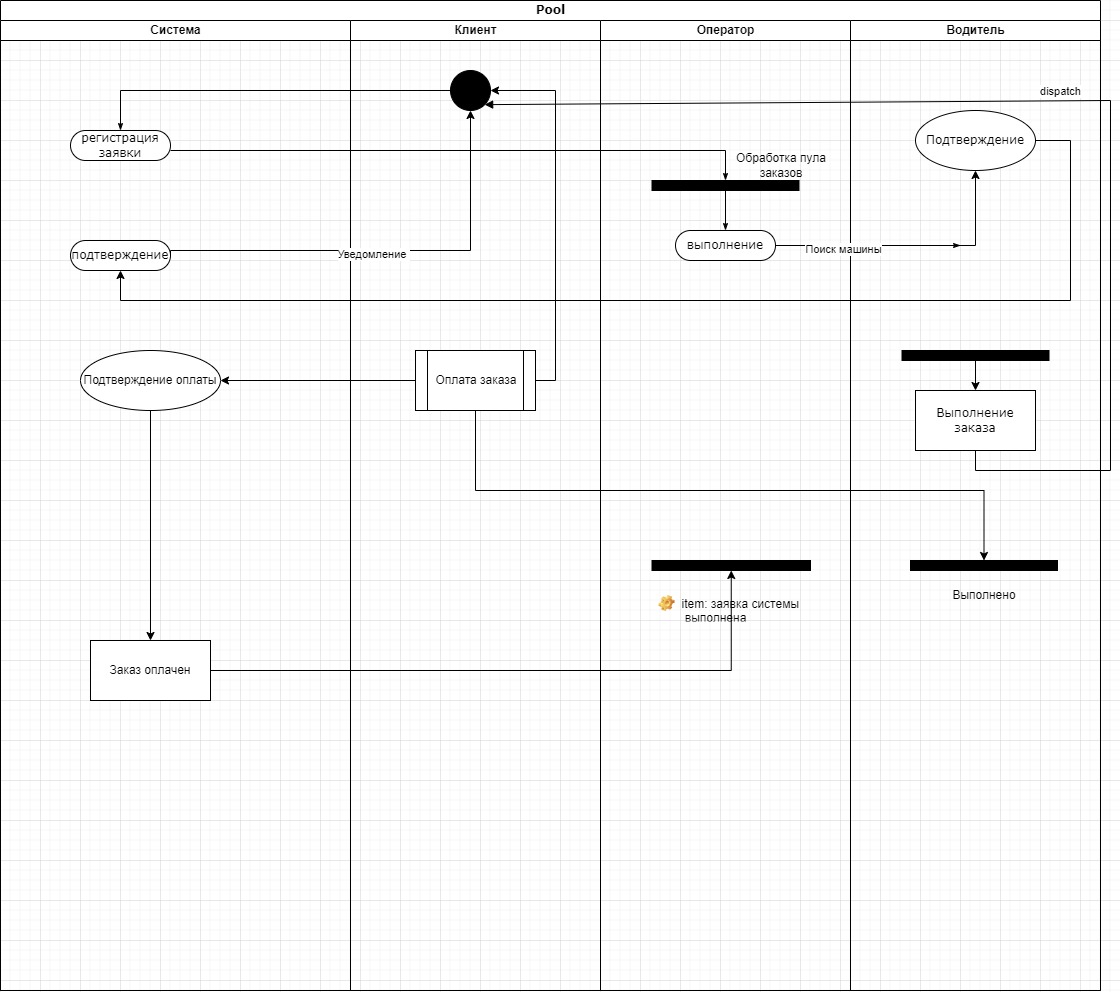 Pool
Система
Клиент
Оператор
Водитель
dispatch
регистрация
заявки
Подтверждение
Обработка пула
заказов
подтверждение
Уведомление
выполнение
Поиск машины
Подтверждение оплаты
Оплата заказа
Выполнение
заказа
item: заявка системы
выполнена
Выполнено
Заказ оплачен